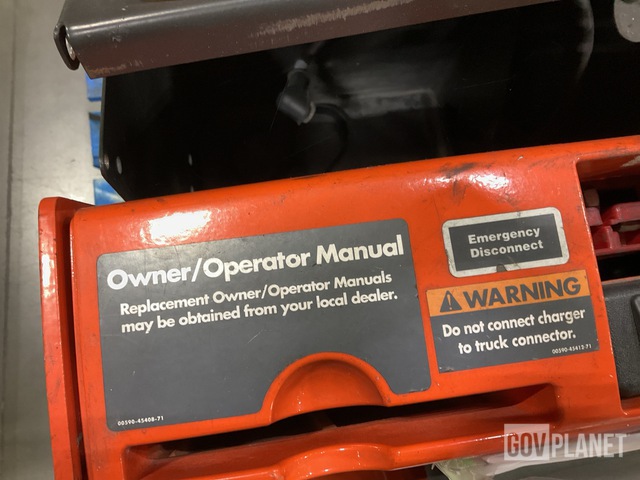 Owner/Operator Manual
Replacement Owner/Operator Manuals
may be obtained from your local dealer.
00590-45408-71
Emergency
Disconnect
WARNING
Do not connect charger
to truck connector.
00590-45412-71
GOVPLANET